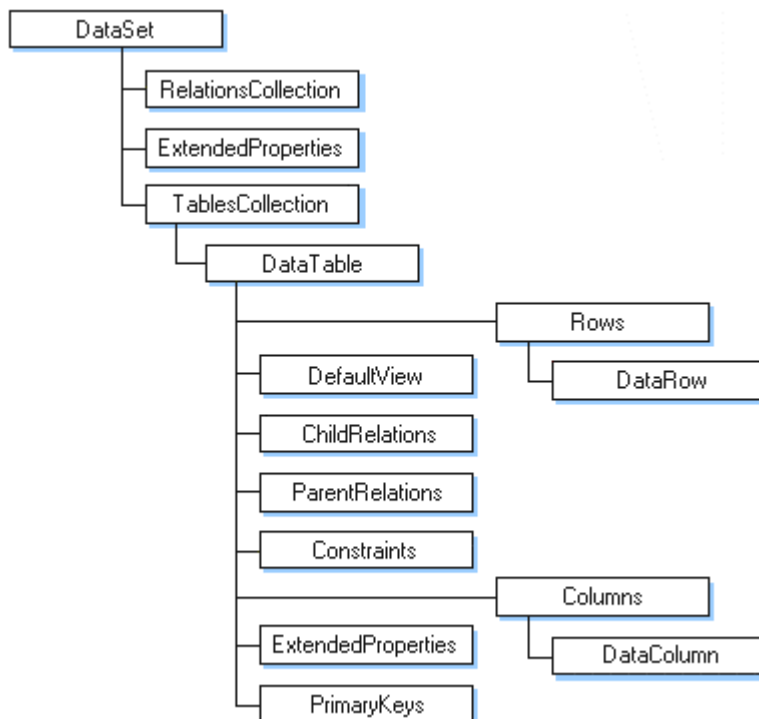 DataSet
RelationsCollection
ExtendedProperties
TablesCollection
DataTable
Rows
DataRow
DefaultView
ChildRelations
ParentRelations
Constraints
Columns
DataColumn
ExtendedProperties
PrimaryKeys